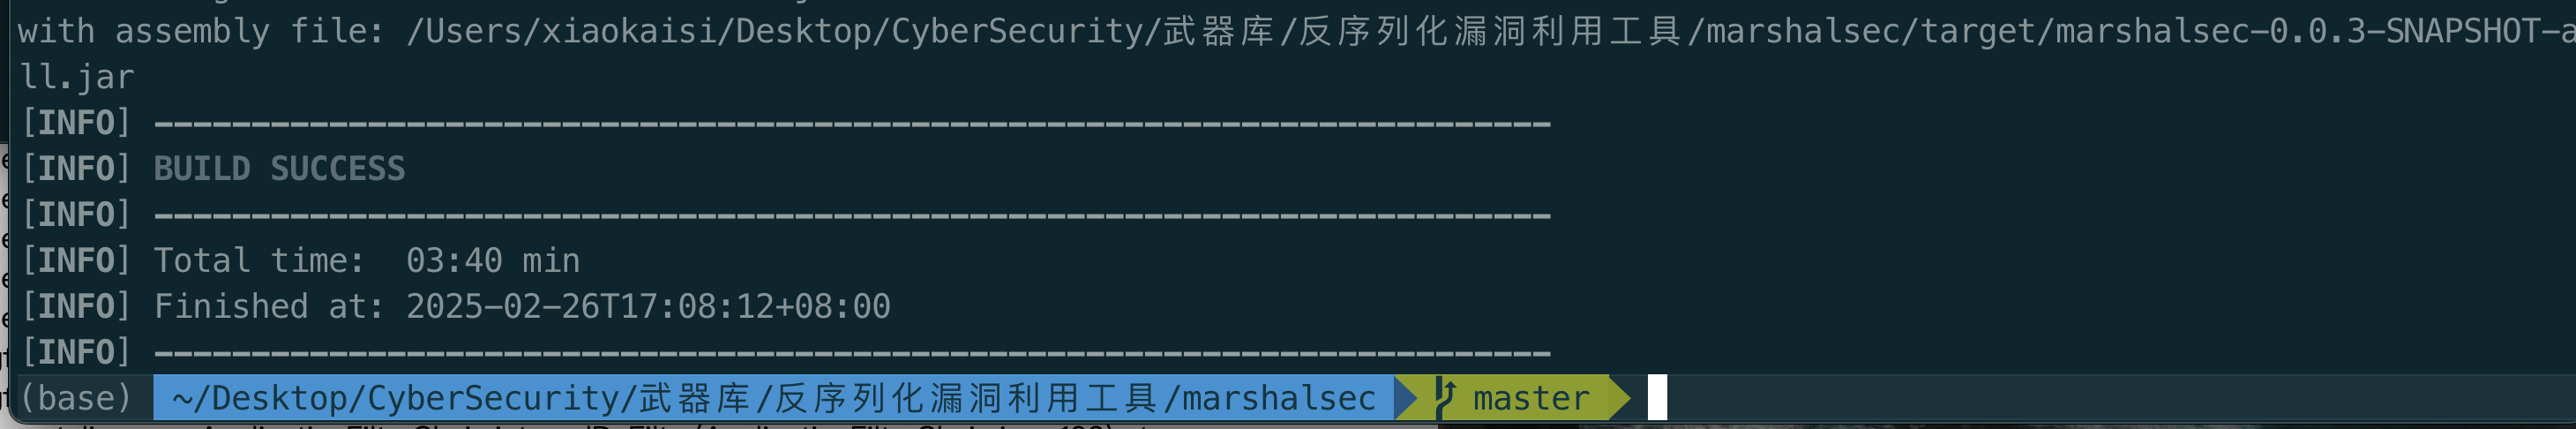 with assembly file: /Users/xiaokaisi/Desktop/CyberSecurity/武器库/反序列化漏洞利用工具/marshalsec/target/marshalsec-0.0.3-SNAPSHOT-a
ll.jar
[INFO] ------------------------------------------------------------------------
[INFO] BUILD SUCCESS
[INFO] ------------------------------------------------------------------------
[INFO] Total time:  03:40 min
[INFO] Finished at: 2025-02-26T17:08:12+08:00
[INFO] ------------------------------------------------------------------------
(base) ~/Desktop/CyberSecurity/武器库/反序列化漏洞利用工具/marshalsec master